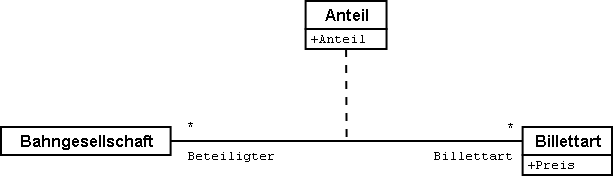 Anteil
+Anteil
*
*
Bahngesellschaft
Billettart
Beteiligter
Billettart
+Preis